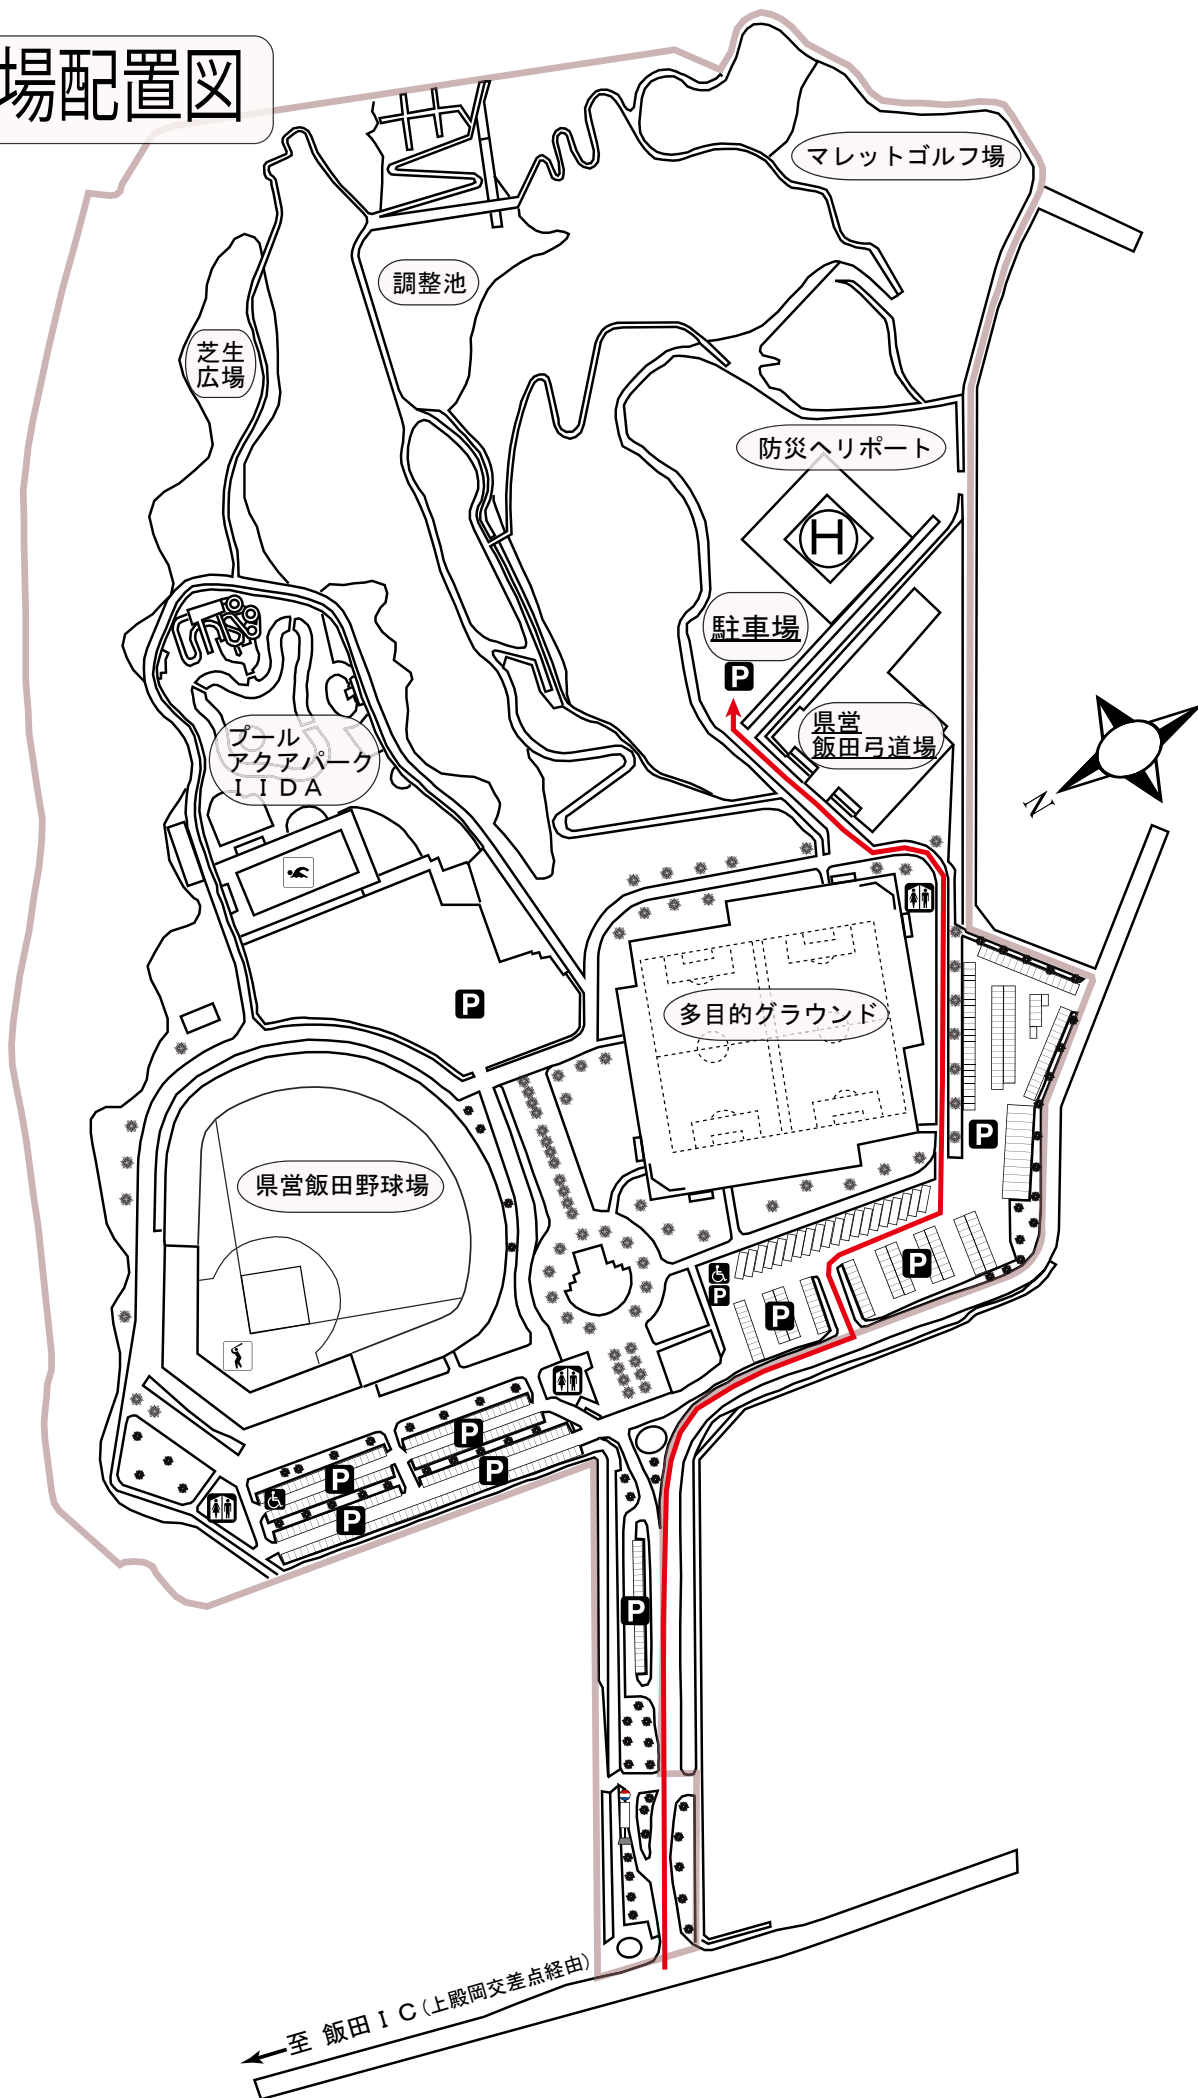 場配置図
マレットゴルフ場
調整池
芝生
広場
防災ヘリポート
H
駐車場
P
県営
飯田弓道場
プール
アクアパーク
ＩＩＤＡ
N
P
多目的グラウンド
P
県営飯田野球場
P
P
P
P
P
P
P
P
至 飯田ＩＣ(上殿岡交差点経由)